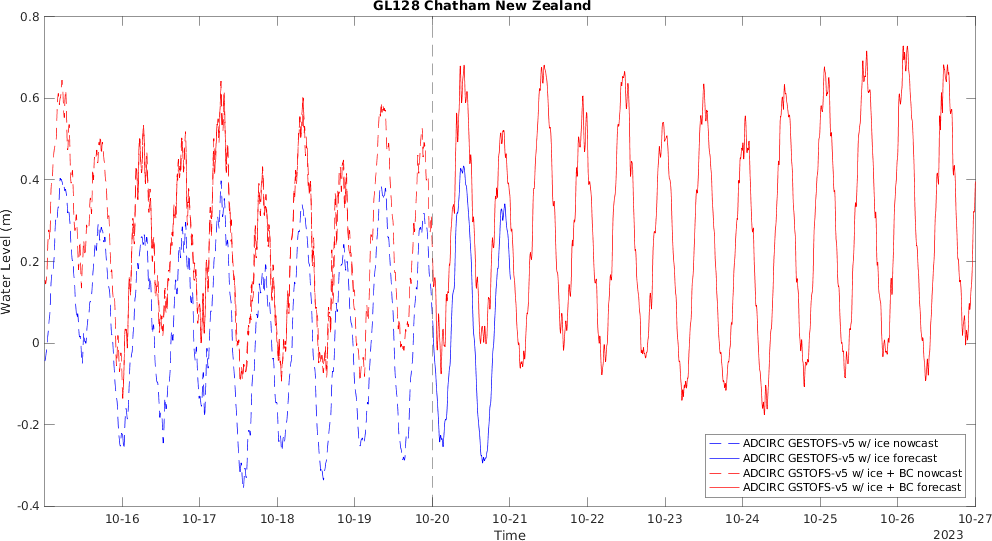 GL128 Chatham New Zealand
0.8
0.6
0.4
0.2
0
-0.2
-0.4
Water Level (m)
ADCIRC GESTOFS-v5 w/ ice nowcast
ADCIRC GESTOFS-v5 w/ ice forecast
ADCIRC GSTOFS-v5 w/ ice + BC nowcast
ADCIRC GSTOFS-v5 w/ ice + BC forecast
10-16 10-17 10-18 10-19 10-20 10-21 10-22 10-23 10-24 10-25 10-26 10-27
Time
2023